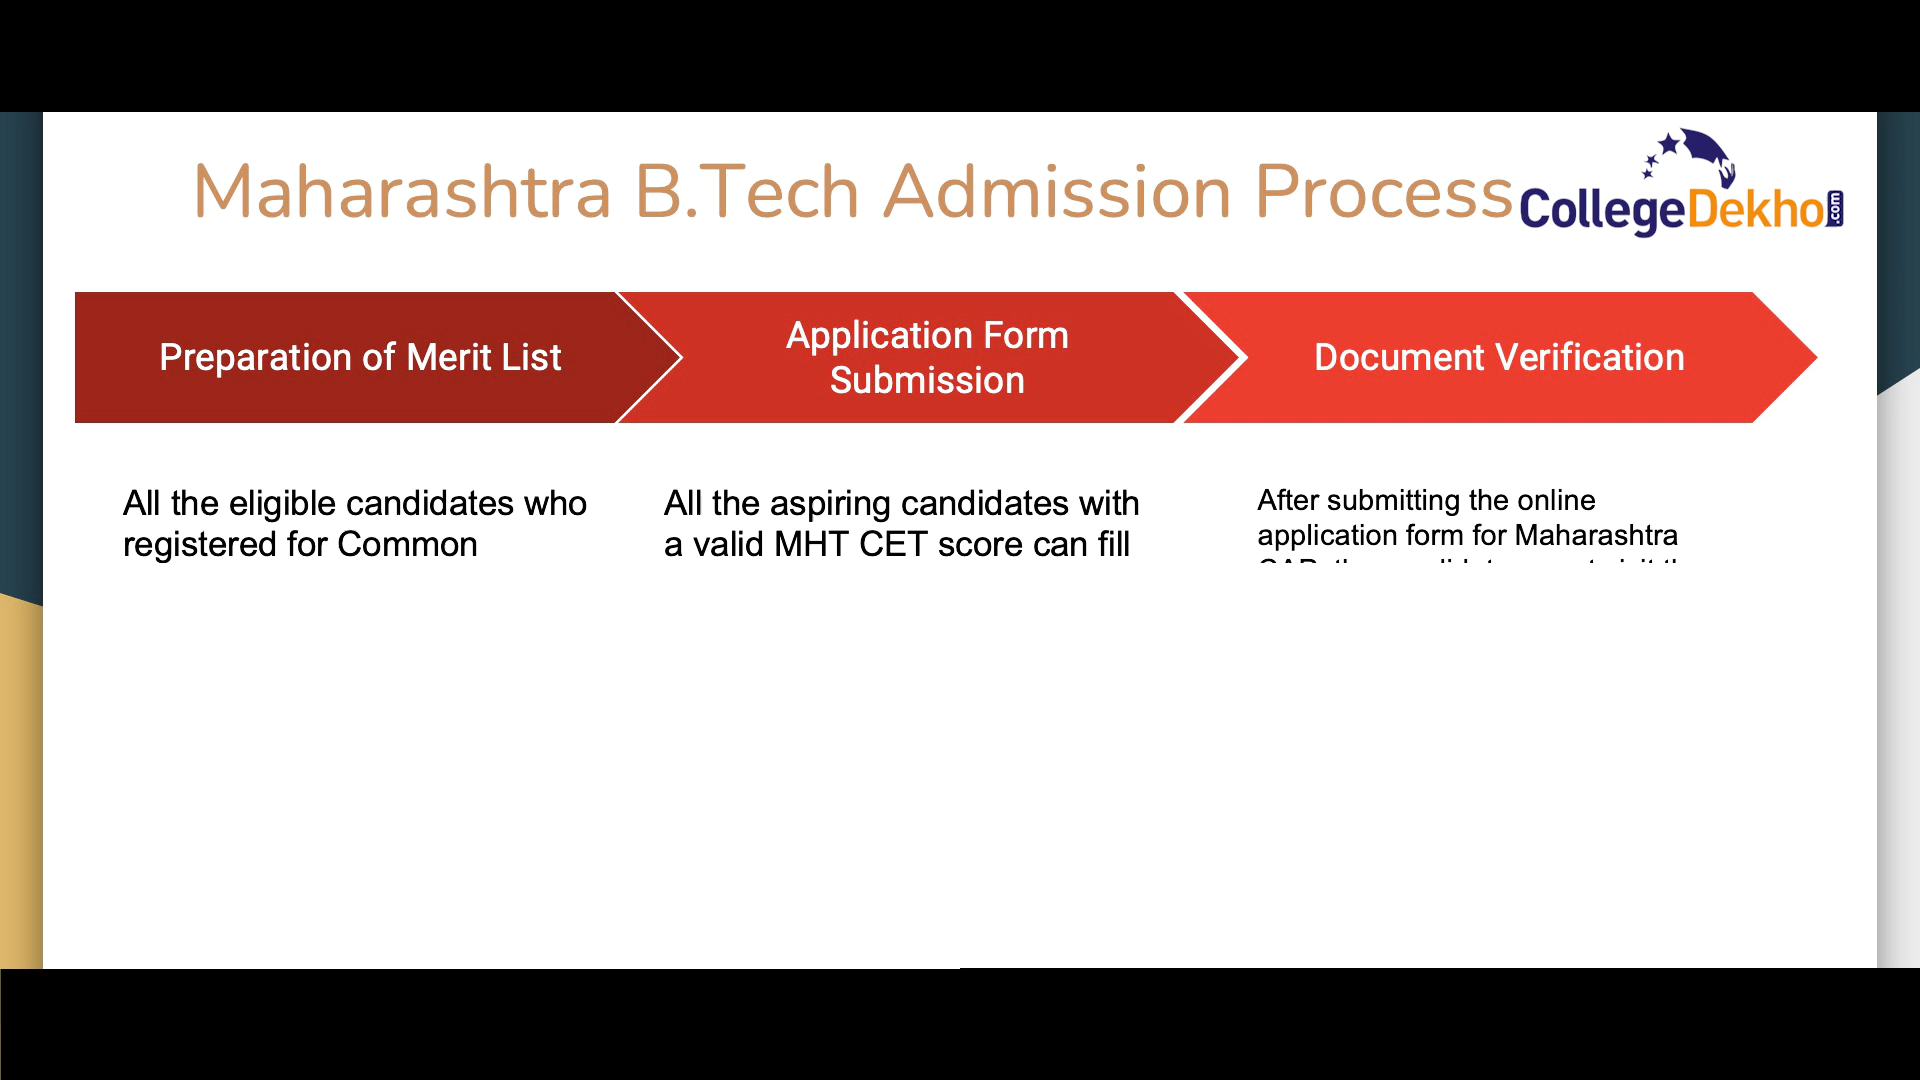 Maharashtra B.Tech Admission Process
CollegeDekho.com
Preparation of Merit List
Application Form
Submission
Document Verification
All the eligible candidates who
registered for Common
All the aspiring candidates with
a valid MHT CET score can fill
After submitting the online
application form for Maharashtra